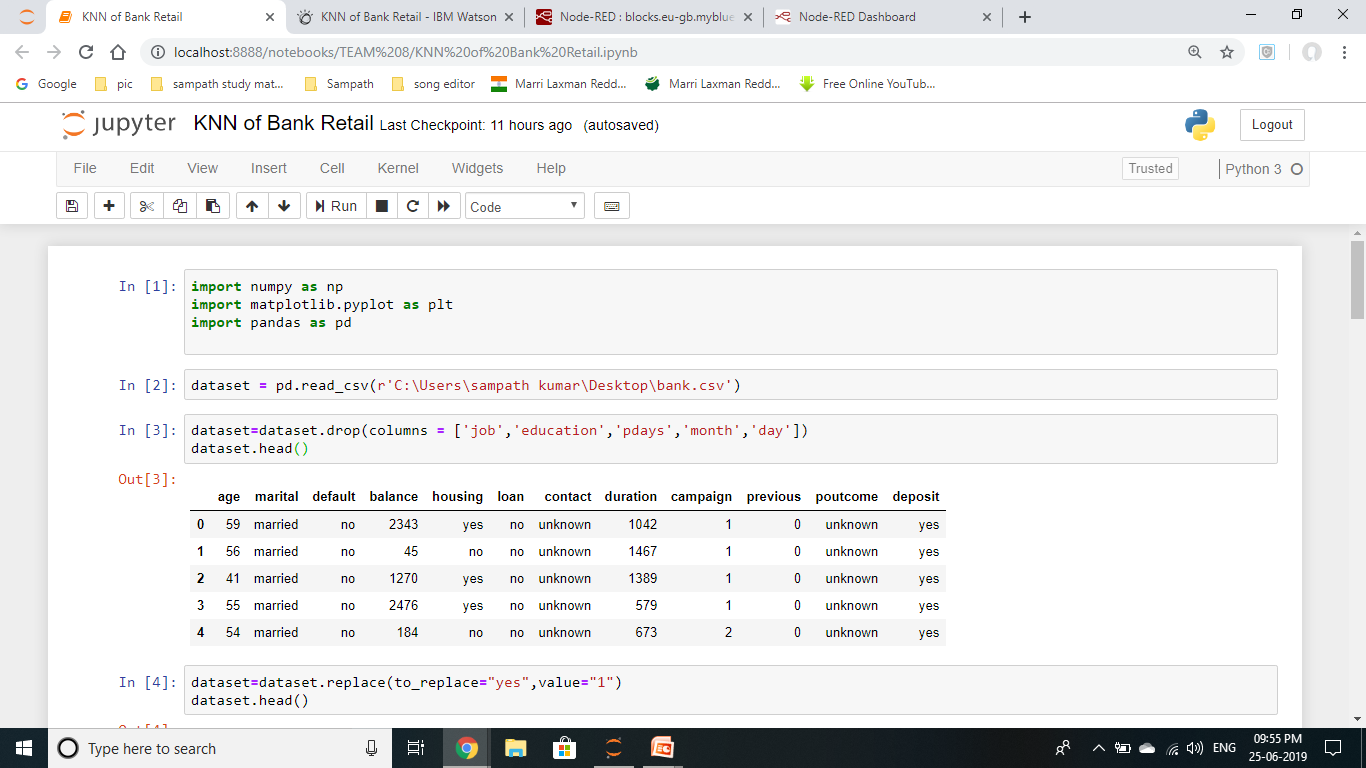 KNN of Bank Retail
KNN of Bank Retail - IBM Watson
Node-RED : blocks.eu-gb.myblue
Node-RED Dashboard
localhost:8888/notebooks/TEAM%208/KNN%20of%20Bank%20Retail.ipynb
Google pic sampath study mat... Sampath song editor Marri Laxman Redd... Marri Laxman Redd... Free Online YouTub...
jupyter KNN of Bank Retail Last Checkpoint: 11 hours ago (autosaved) Logout
File Edit View Insert Cell Kernel Widgets Help Trusted Python 3
Run Code
In [1]: import numpy as np
import matplotlib.pyplot as plt
import pandas as pd
In [2]: dataset = pd.read_csv(r'C:\Users\sampath kumar\Desktop\bank.csv')
In [3]: dataset=dataset.drop(columns = ['job','education','pdays','month','day'])
dataset.head()
Out[3]:
age marital default balance housing loan contact duration campaign previous poutcome deposit
0 59 married no 2343 yes no unknown 1042 1 0 unknown yes
1 56 married no 45 no no unknown 1467 1 0 unknown yes
2 41 married no 1270 yes no unknown 1389 1 0 unknown yes
3 55 married no 2476 yes no unknown 579 1 0 unknown yes
4 54 married no 184 no no unknown 673 2 0 unknown yes
In [4]: dataset=dataset.replace(to_replace="yes",value="1")
dataset.head()
Type here to search
ENG
09:55 PM
25-06-2019